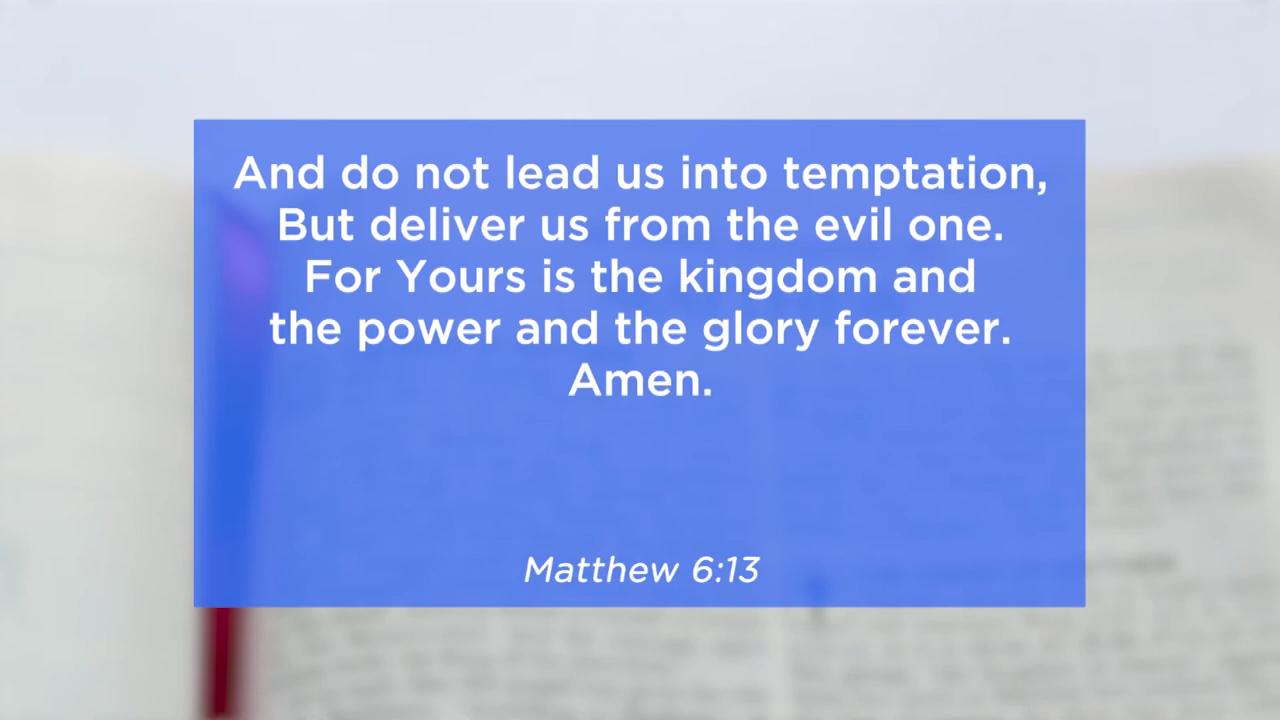 And do not lead us into temptation,
But deliver us from the evil one.
For Yours is the kingdom and
the power and the glory forever.
Amen.
Matthew 6:13